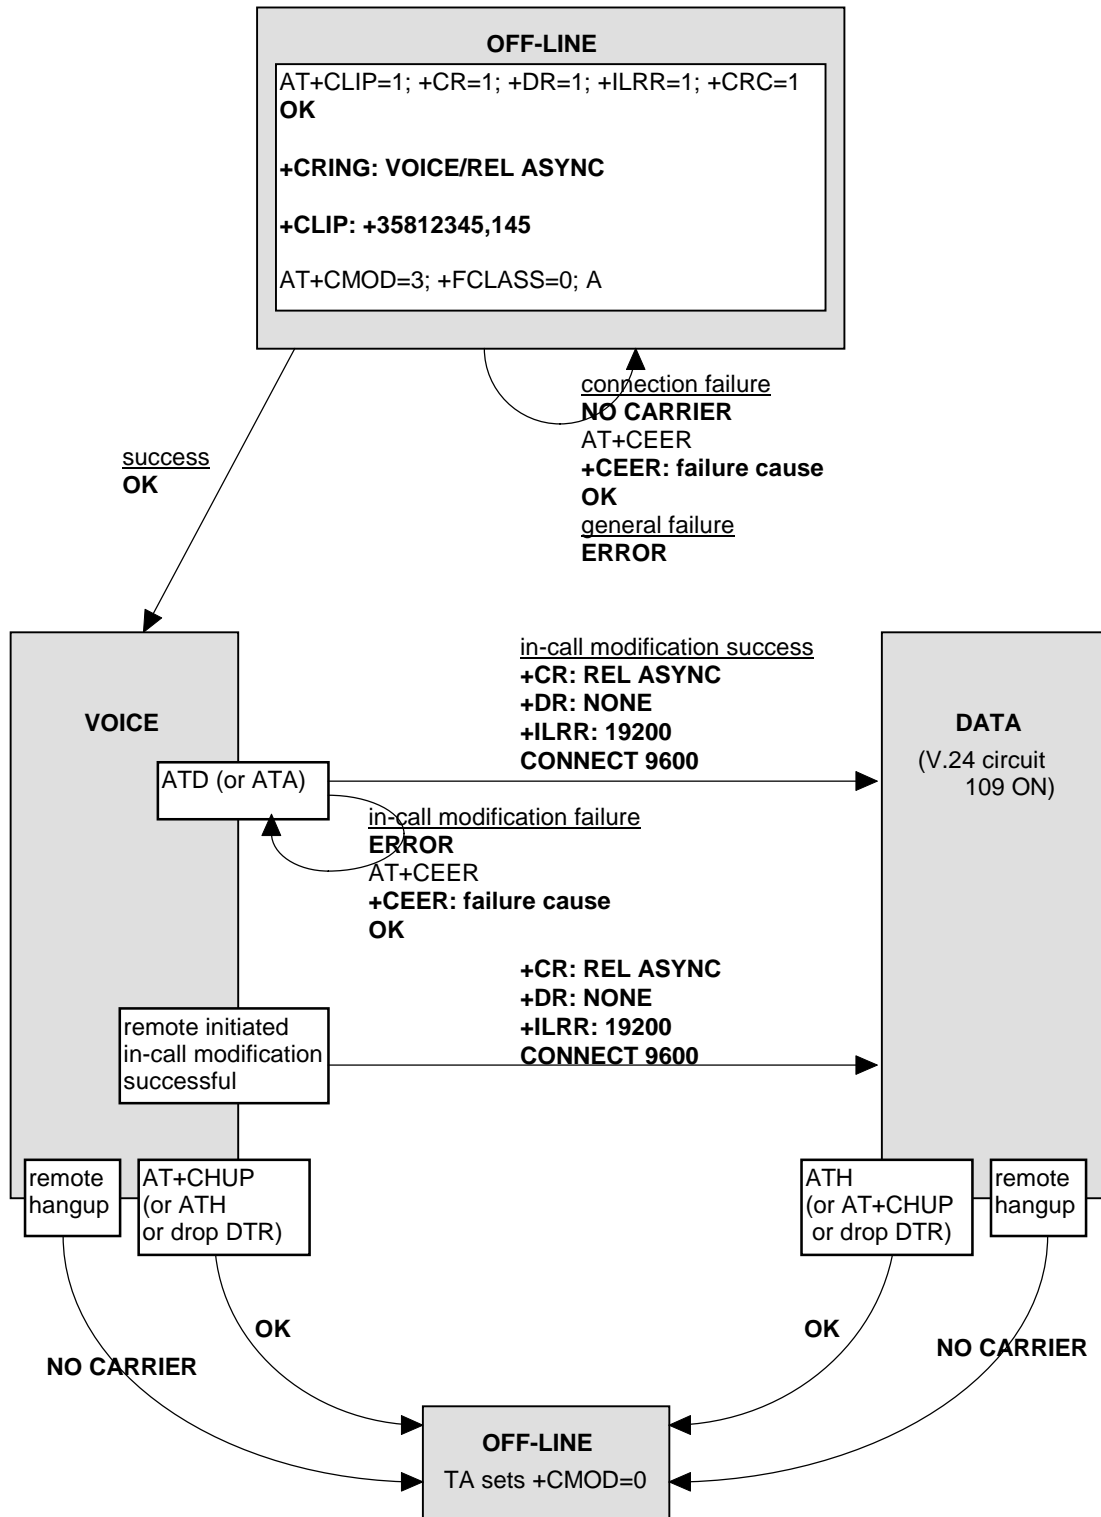 OFF-LINE
AT+CLIP=1; +CR=1; +DR=1; +ILRR=1; +CRC=1
OK
+CRING: VOICE/REL ASYNC
+CLIP: +35812345,145
AT+CMOD=3; +FCLASS=0; A
connection failure
NO CARRIER
AT+CEER
+CEER: failure cause
OK
general failure
ERROR
success
OK
in-call modification success
+CR: REL ASYNC
+DR: NONE
+ILRR: 19200
CONNECT 9600
VOICE
DATA
(V.24 circuit
109 ON)
ATD (or ATA)
in-call modification failure
ERROR
AT+CEER
+CEER: failure cause
OK
+CR: REL ASYNC
+DR: NONE
+ILRR: 19200
CONNECT 9600
remote initiated
in-call modification
successful
remote
hangup
AT+CHUP
(or ATH
or drop DTR)
ATH
(or AT+CHUP
or drop DTR)
remote
hangup
OK
NO CARRIER
OK
NO CARRIER
OFF-LINE
TA sets +CMOD=0